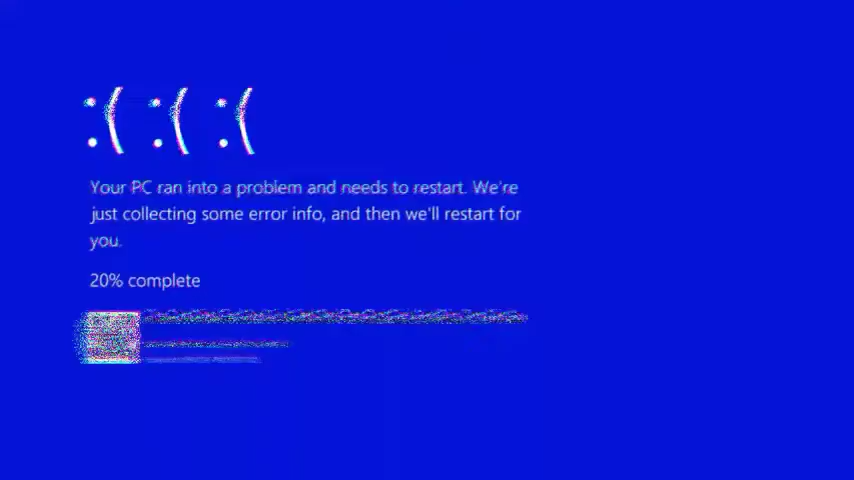 :( :( :(
Your PC ran into a problem and needs to restart. We're
just collecting some error info, and then we'll restart for
you.
20% complete